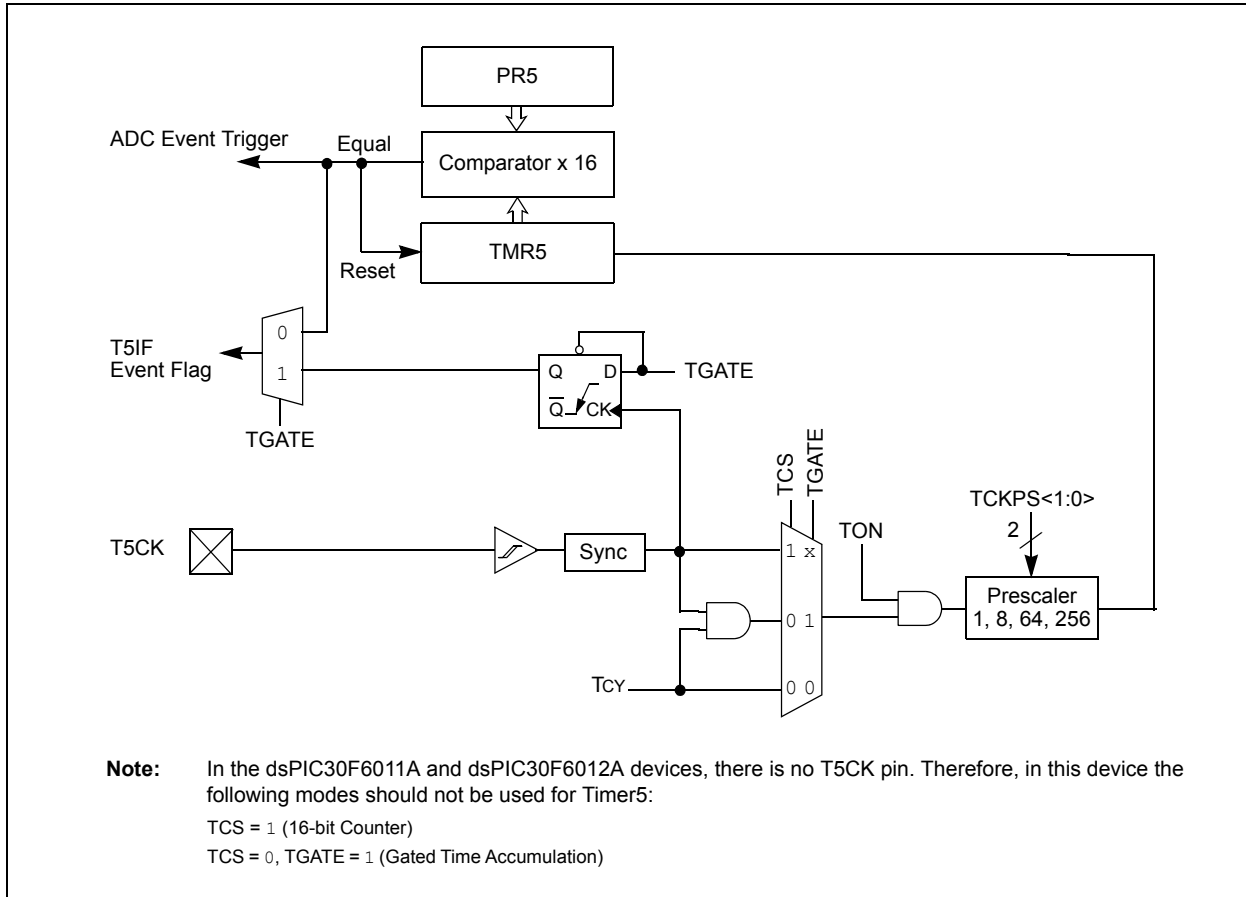 PR5
ADC Event Trigger
Equal
Comparator x 16
TMR5
Reset
0
T5IF
Event Flag
1
Q D
TGATE
Q CK
TGATE
TCS
TGATE
TCKPS<1:0>
2
TON
T5CK
Sync
1 x
Prescaler
1, 8, 64, 256
0 1
TCY
0 0
Note: In the dsPIC30F6011A and dsPIC30F6012A devices, there is no T5CK pin. Therefore, in this device the
following modes should not be used for Timer5:
TCS = 1 (16-bit Counter)
TCS = 0, TGATE = 1 (Gated Time Accumulation)